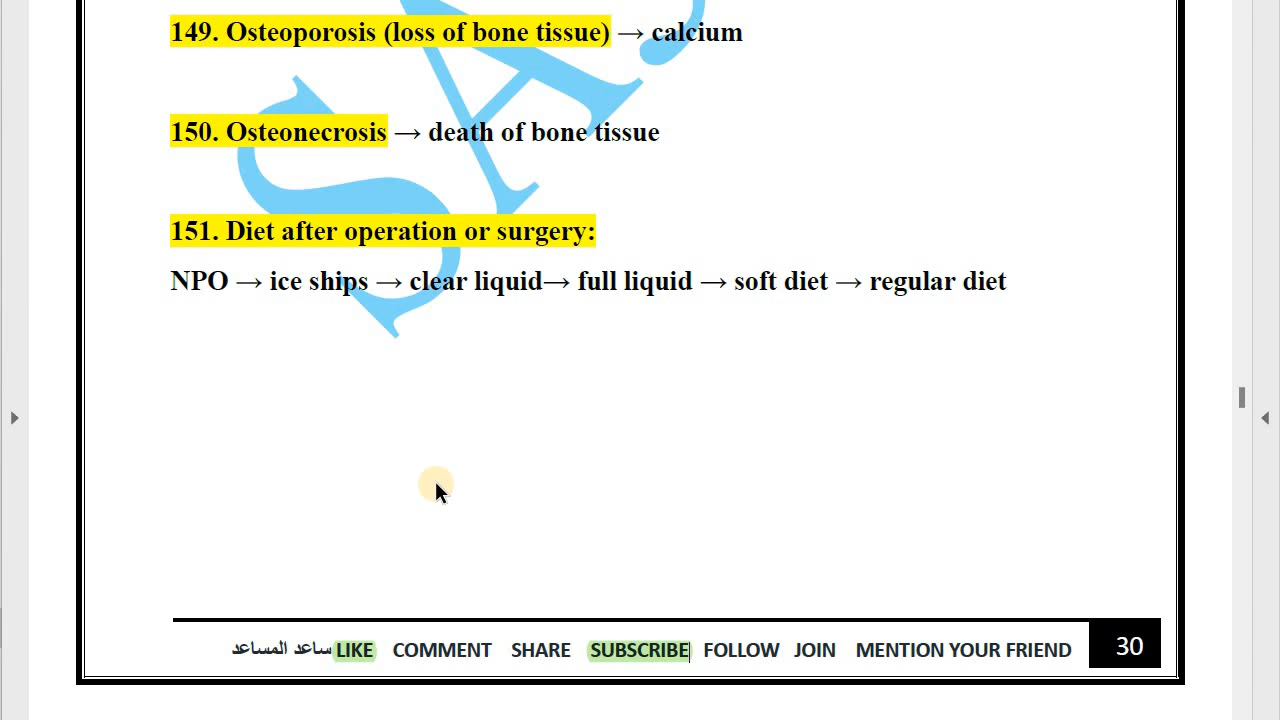 149. Osteoporosis (loss of bone tissue) → calcium
150. Osteonecrosis → death of bone tissue
151. Diet after operation or surgery:
NPO → ice ships → clear liquid→ full liquid → soft diet → regular diet
ساعد المساعد LIKE COMMENT SHARE SUBSCRIBE FOLLOW JOIN MENTION YOUR FRIEND 30